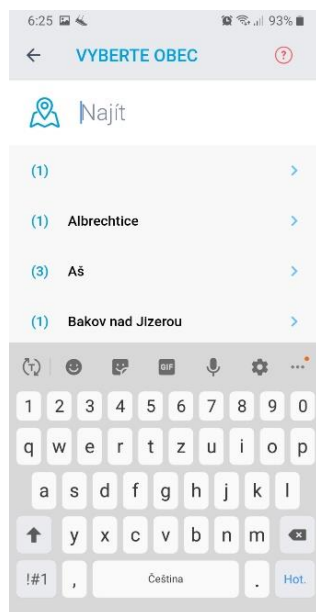 6:25 93%
VYBERTE OBEC ?
Najít
(1)
(1) Albrechtice
(3) Aš
(1) Bakov nad Jizerou
T GIF
1 2 3 4 5 6 7 8 9 0
q w e r t z u i o p
a s d f g h j k l
y x c v b n m
!#1 , Čeština . Hot.